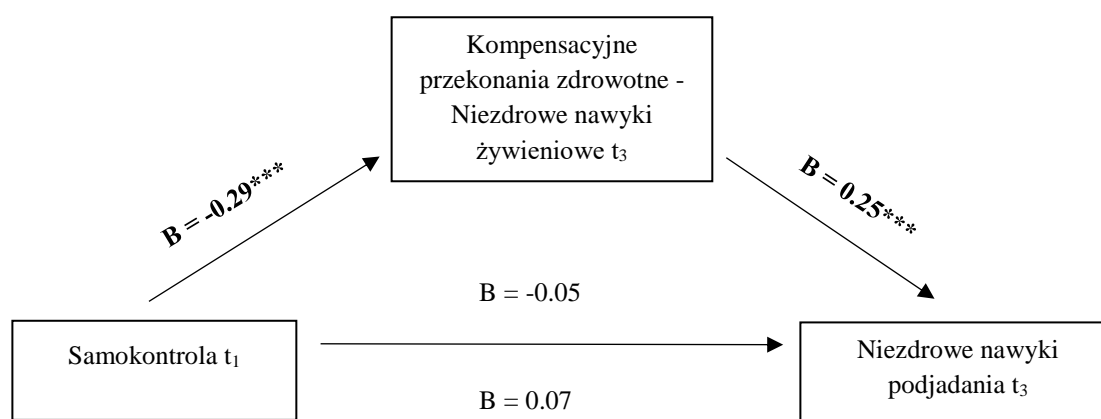 Kompensacyjne
przekonania zdrowotne -
Niezdrowe nawyki
żywieniowe t₃
B = -0.29***
B = 0.25***
B = -0.05
Samokontrola t₁
Niezdrowe nawyki
podjadania t₃
B = 0.07